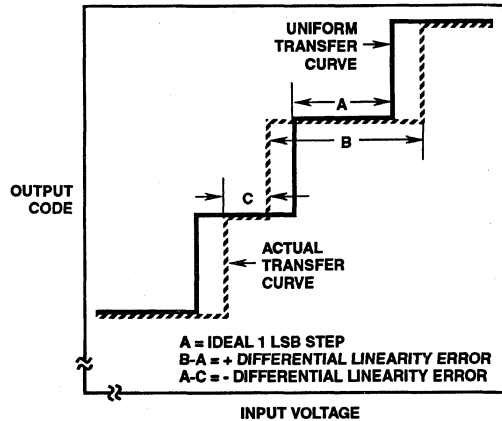 UNIFORM
TRANSFER
CURVE
A
B
OUTPUT
CODE
C
ACTUAL
TRANSFER
CURVE
A = IDEAL 1 LSB STEP
B-A = + DIFFERENTIAL LINEARITY ERROR
A-C = - DIFFERENTIAL LINEARITY ERROR
INPUT VOLTAGE